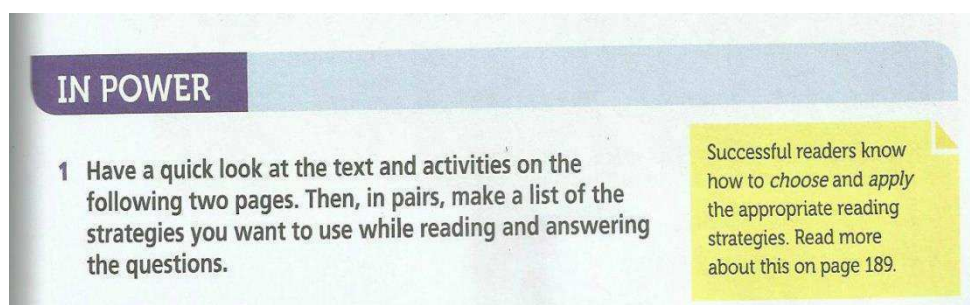 IN POWER
1 Have a quick look at the text and activities on the
following two pages. Then, in pairs, make a list of the
strategies you want to use while reading and answering
the questions.
Successful readers know
how to choose and apply
the appropriate reading
strategies. Read more
about this on page 189.